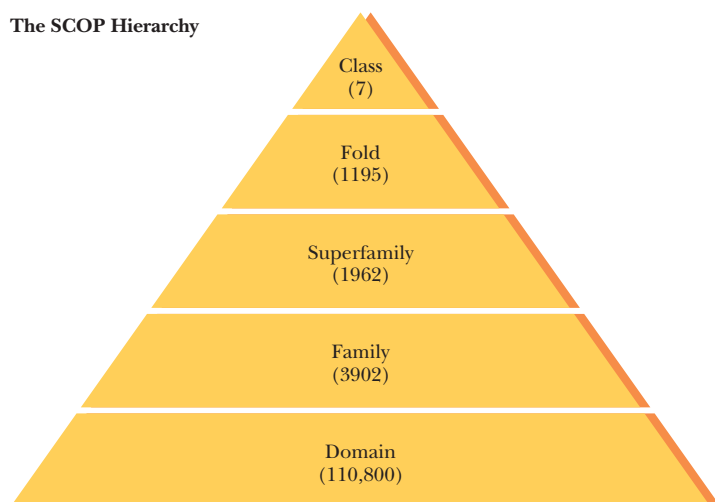 The SCOP Hierarchy
Class
(7)
Fold
(1195)
Superfamily
(1962)
Family
(3902)
Domain
(110,800)